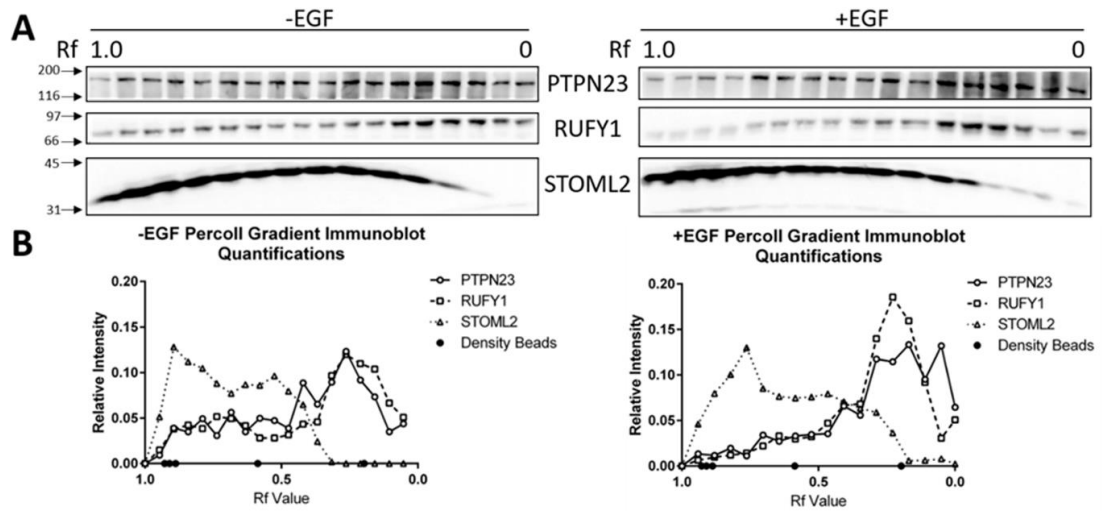 A
-EGF
+EGF
Rf 1.0 0
Rf 1.0 0
200
116
PTPN23
97
66
RUFY1
45
31
STOML2
B
-EGF Percoll Gradient Immunoblot
Quantifications
+EGF Percoll Gradient Immunoblot
Quantifications
Relative Intensity
0.20
0.15
0.10
0.05
0.00
1.0 0.5 0.0
Rf Value
PTPN23
RUFY1
STOML2
Density Beads
Relative Intensity
0.20
0.15
0.10
0.05
0.00
1.0 0.5 0.0
Rf Value
PTPN23
RUFY1
STOML2
Density Beads